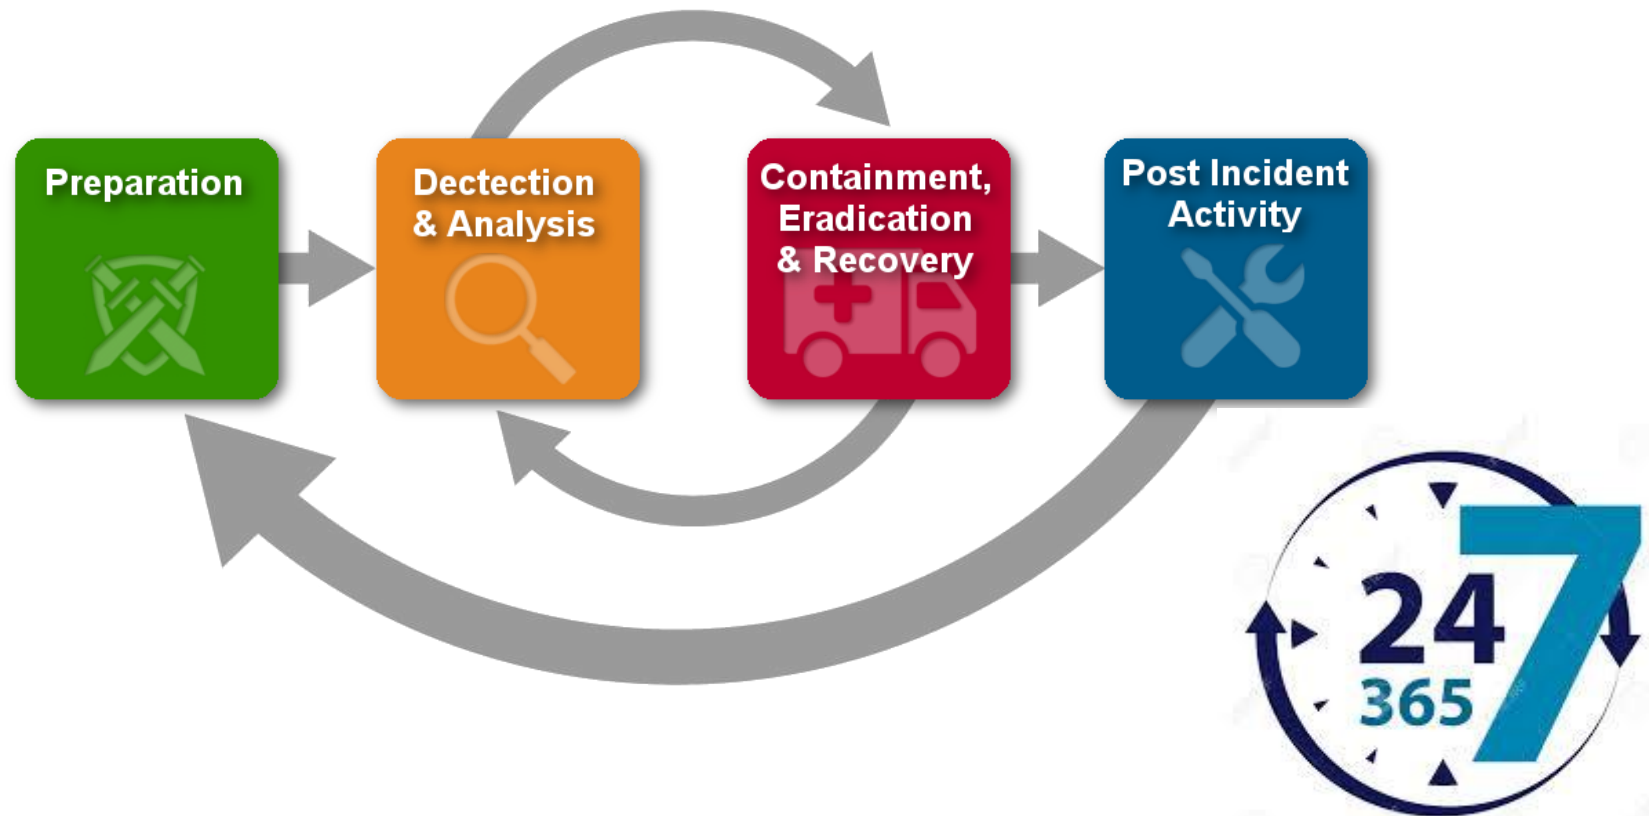 Preparation
Dectection
& Analysis
Containment,
Eradication
& Recovery
Post Incident
Activity
24
7
365